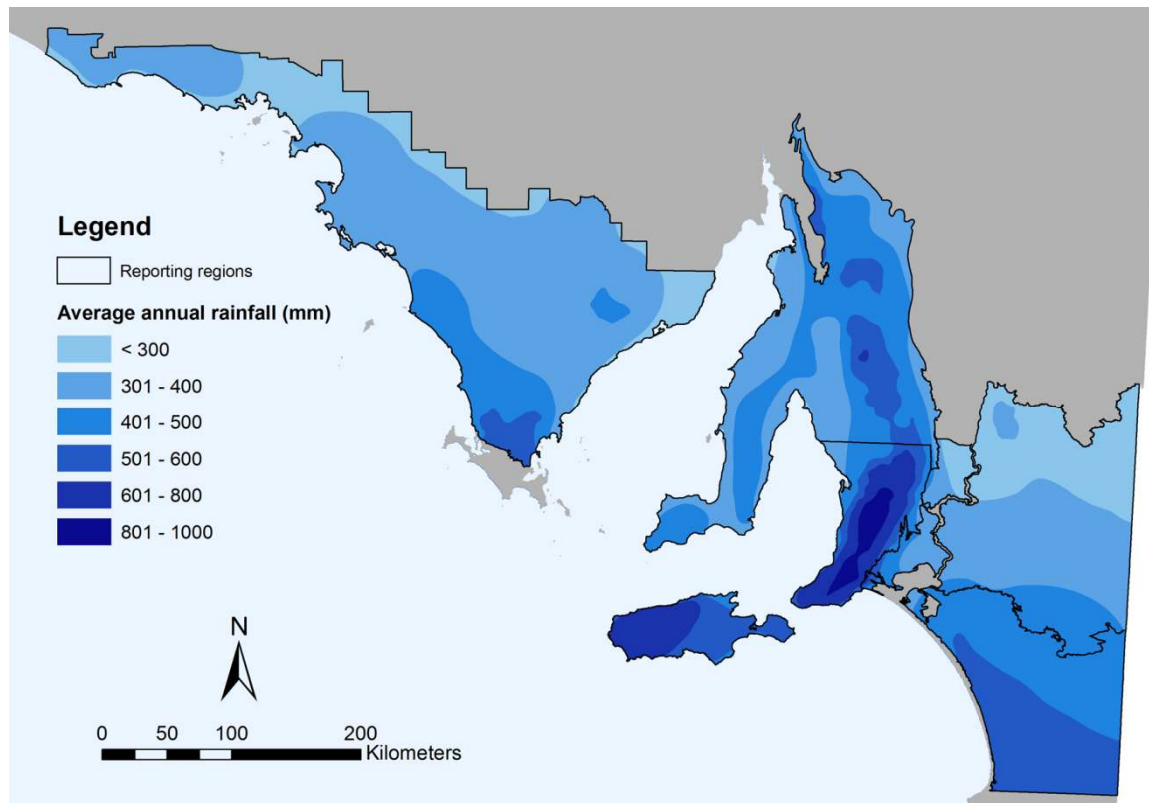 Legend
Reporting regions
Average annual rainfall (mm)
< 300
301 - 400
401 - 500
501 - 600
601 - 800
801 - 1000
N
0 50 100 200
Kilometers